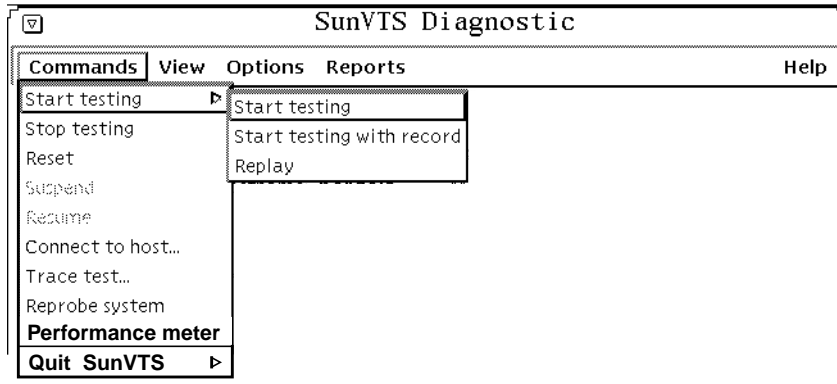 SunVTS Diagnostic
Commands View Options Reports Help
Start testing
Stop testing
Reset
Suspend
Resume
Connect to host...
Trace test...
Reprobe system
Performance meter
Quit SunVTS
Start testing
Start testing with record
Replay